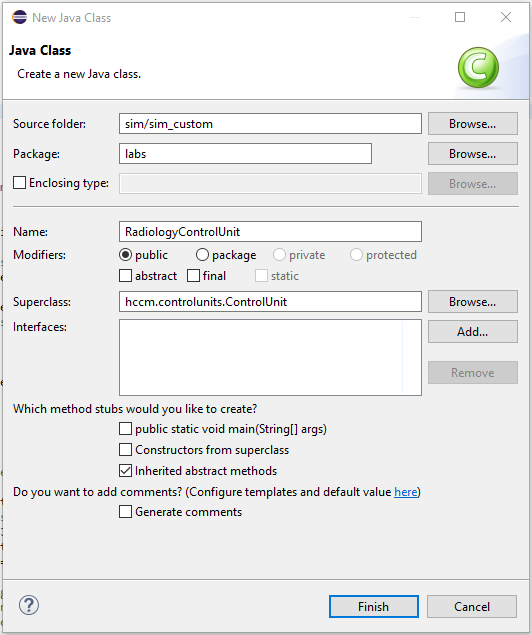 New Java Class
Java Class
Create a new Java class.
C
Source folder: sim/sim_custom Browse...
Package: labs Browse...
Enclosing type: Browse...
Name: RadiologyControlUnit
Modifiers: public package private protected
abstract final static
Superclass: hccm.controlunits.ControlUnit Browse...
Interfaces: Add...
Remove
Which method stubs would you like to create?
public static void main(String[] args)
Constructors from superclass
Inherited abstract methods
Do you want to add comments? (Configure templates and default value here)
Generate comments
? Finish Cancel